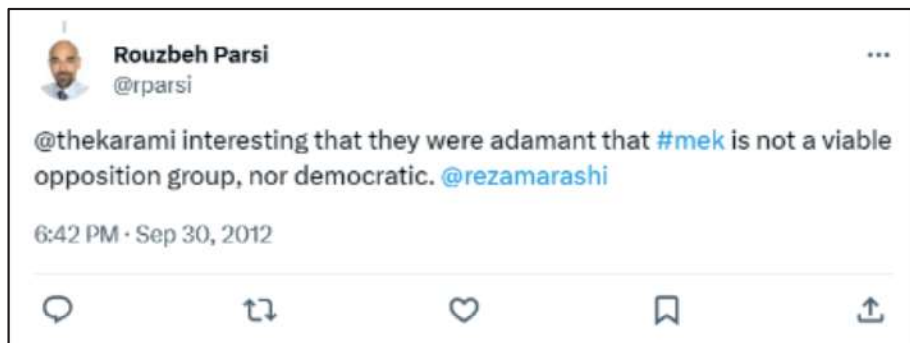 Rouzbeh Parsi
@rparsi
@thekarami interesting that they were adamant that #mek is not a viable
opposition group, nor democratic. @rezamarashi
6:42 PM · Sep 30, 2012